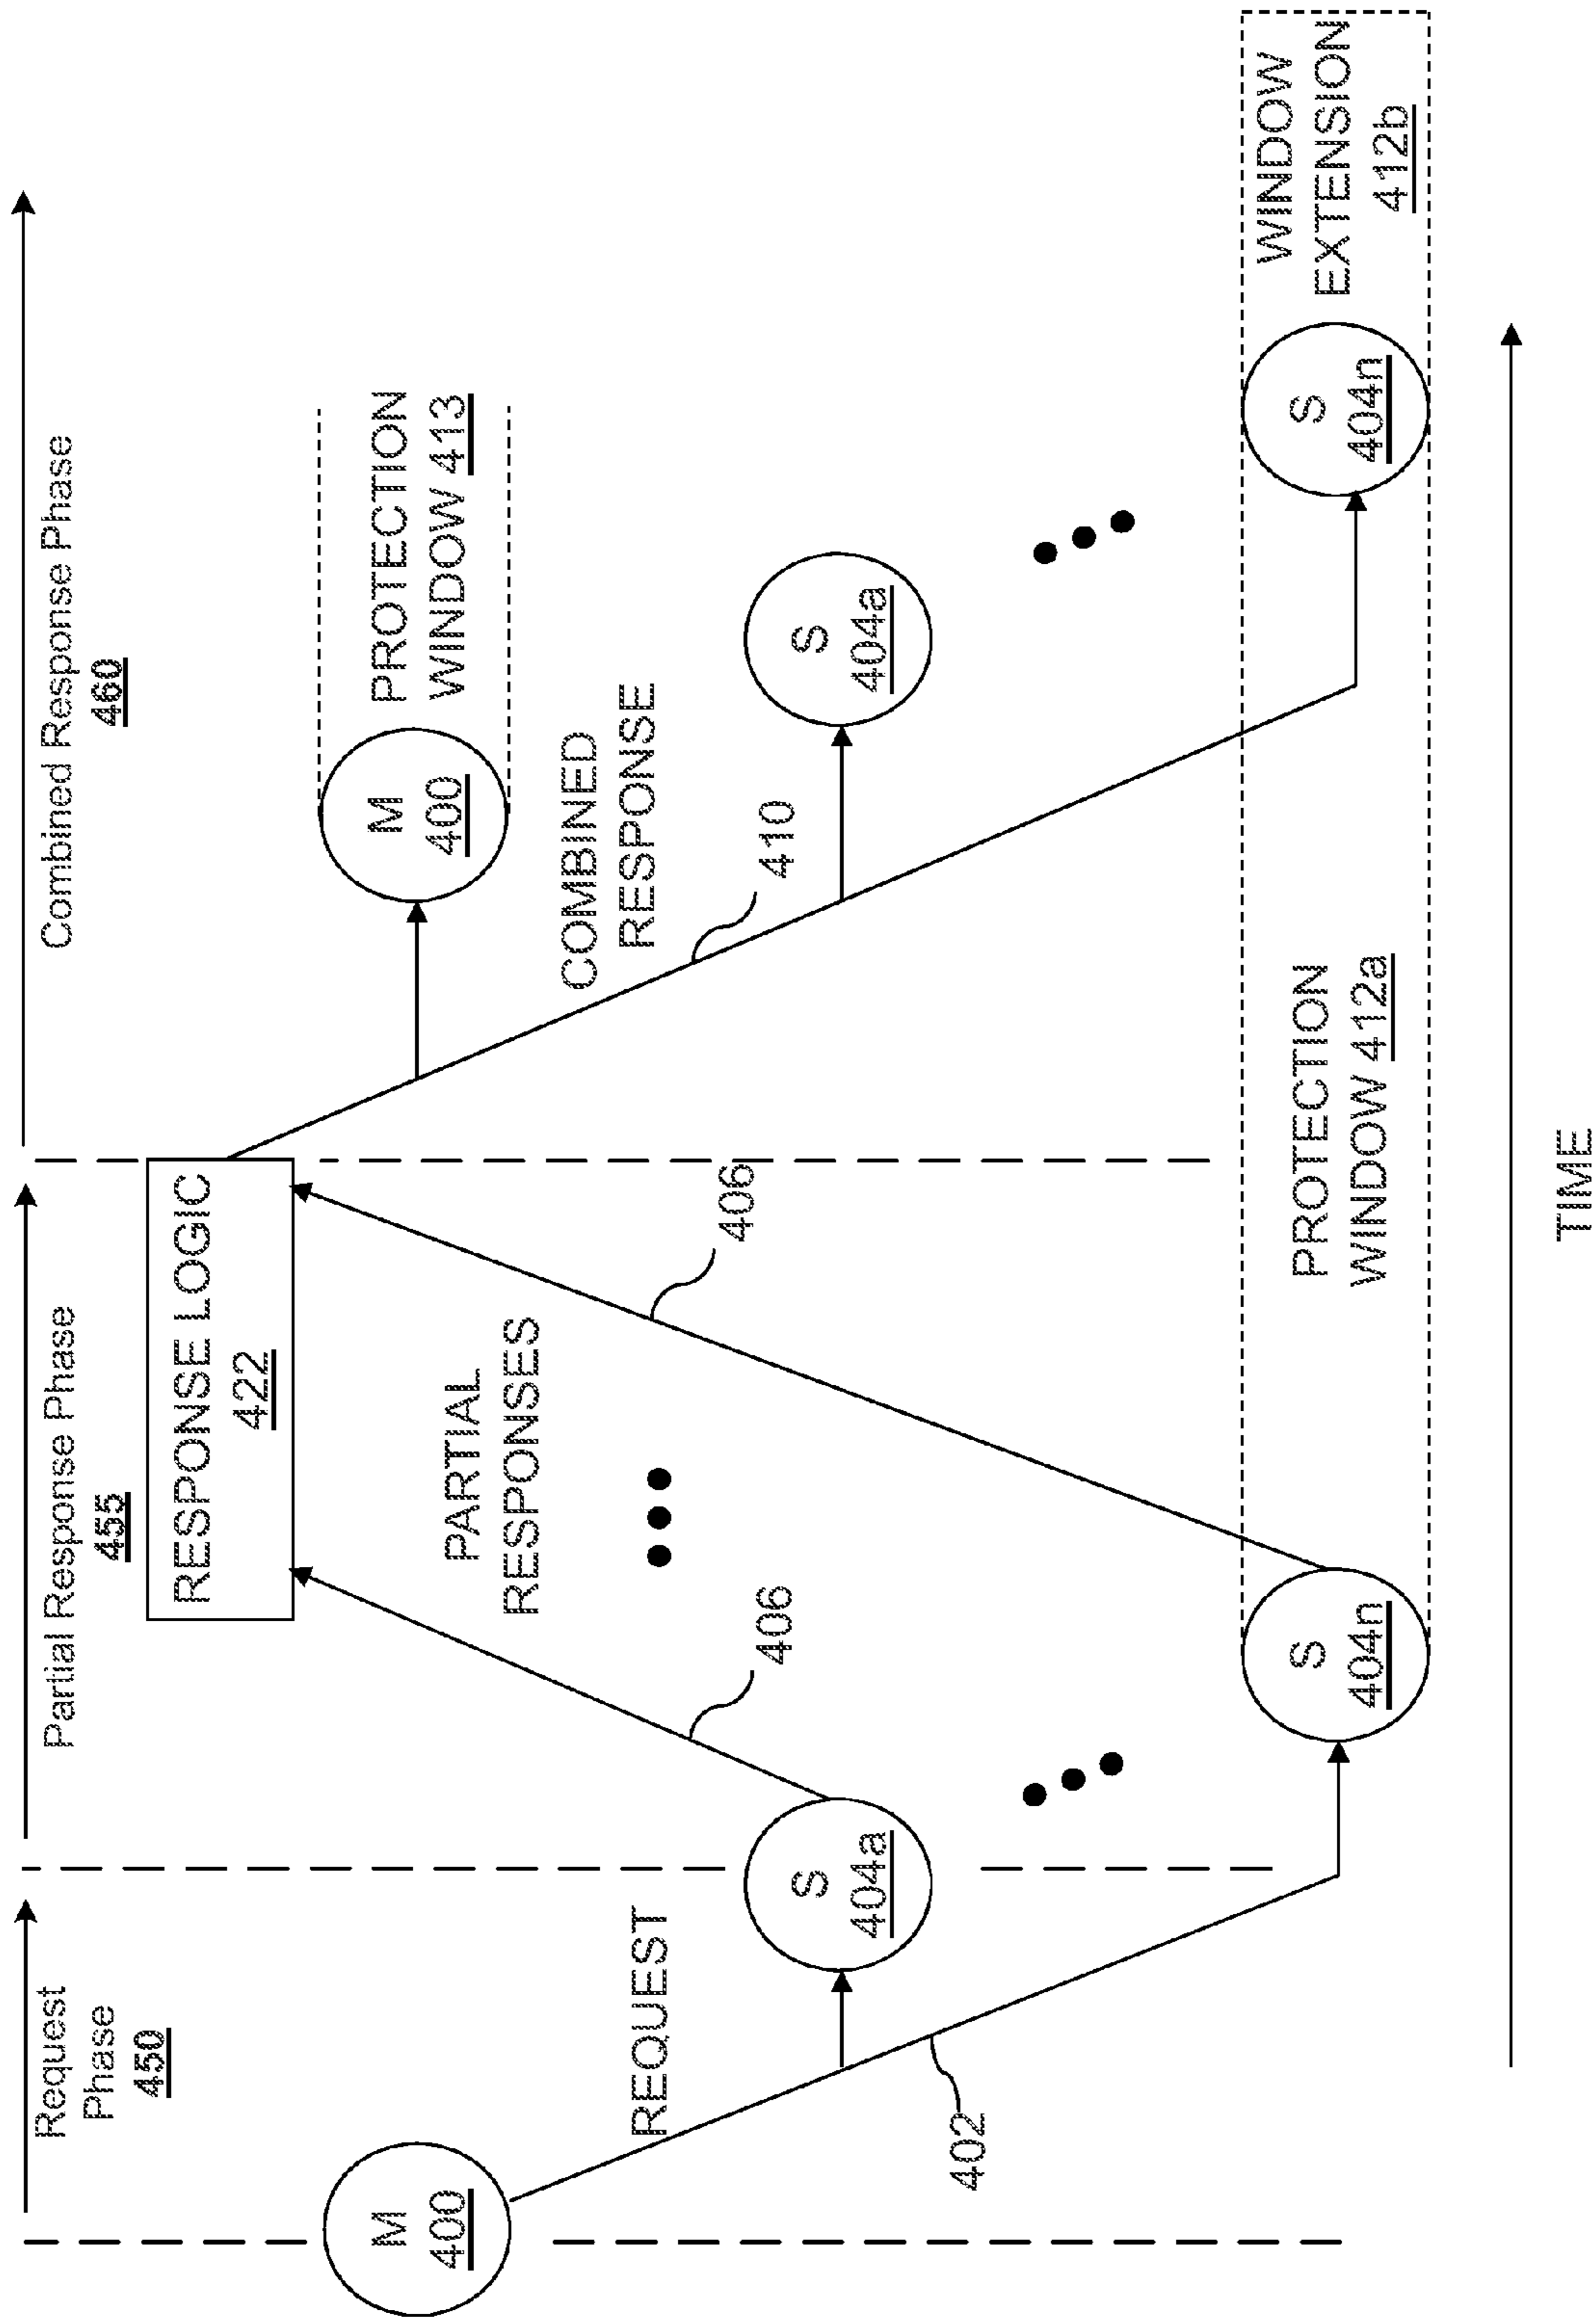 Request
Phase
450
Partial Response Phase
455
Combined Response Phase
460
RESPONSE LOGIC
422
M
400
M
400
PROTECTION
WINDOW 413
PARTIAL
RESPONSES
COMBINED
RESPONSE
REQUEST
406
406
410
S
404a
S
404a
402
S
404n
PROTECTION
WINDOW 412a
S
404n
WINDOW
EXTENSION
412b
TIME